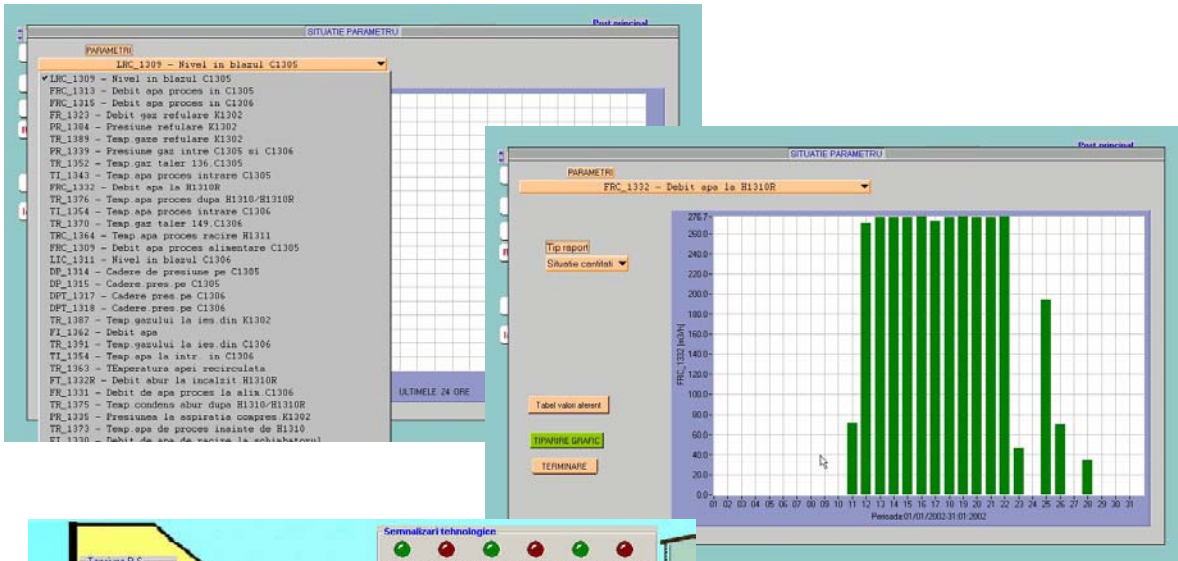 Post principal
SITUATIE PARAMETRU
PARAMETRI
LRC_1309 - Nivel in blazul C1305
LRC_1309 - Nivel in blazul C1305
FRC_1313 - Debit apa proces in C1305
FRC_1315 - Debit apa proces in C1306
FR_1323 - Debit gaz refulare K1302
PR_1304 - Presiune refulare K1302
TR_1389 - Temp.gaze refulare K1302
PR_1339 - Presiune gaz intre C1305 si C1306
TR_1352 - Temp.gaz taler 136.C1305
TI_1343 - Temp.apa proces intrare C1305
FRC_1332 - Debit apa la H1310R
TR_1376 - Temp.apa proces dupa H1310/H1310R
TI_1354 - Temp.apa proces intrare C1306
TR_1370 - Temp.gaz taler 149.C1306
TRC_1364 - Temp.apa proces racire H1311
FRC_1309 - Debit apa proces alimentare C1305
LIC_1311 - Nivel in blazul C1306
DP_1314 - Cadere de presiune pe C1305
DP_1315 - Cadere.pres.pe C1305
DPT_1317 - Cadere pres.pe C1306
DPT_1318 - Cadere.pres.pe C1306
TR_1387 - Temp.gazului la ies.din K1302
FI_1362 - Debit apa
TR_1391 - Temp.gazului la ies.din C1306
TI_1354 - Temp.apa la intr. in C1306
TR_1363 - TEmperatura apei recirculata
FT_1332R - Debit abur la incalzit H1310R
FR_1331 - Debit de apa proces la alim.C1306
TR_1375 - Temp condens abur dupa H1310/H1310R
PR_1335 - Presiunea la aspiratia compres.K1302
TR_1373 - Temp.apa de proces inainte de H1310
FI_1330 - Debit de apa de racire la schimbatorul
ULTIMELE 24 ORE
Post principal
SITUATIE PARAMETRU
PARAMETRI
FRC_1332 - Debit apa la H1310R
Tip raport
Situatie cantitati
Tabel valori aferent
TIPARIRE GRAFIC
TERMINARE
FRC_1332 [m3/h]
276.7
260.0
240.0
220.0
200.0
180.0
160.0
140.0
120.0
100.0
80.0
60.0
40.0
20.0
0.0
01 02 03 04 05 06 07 08 09 10 11 12 13 14 15 16 17 18 19 20 21 22 23 24 25 26 27 28 29 30 31
Perioada:01/01/2002-31:01:2002
Semnalizari tehnologice